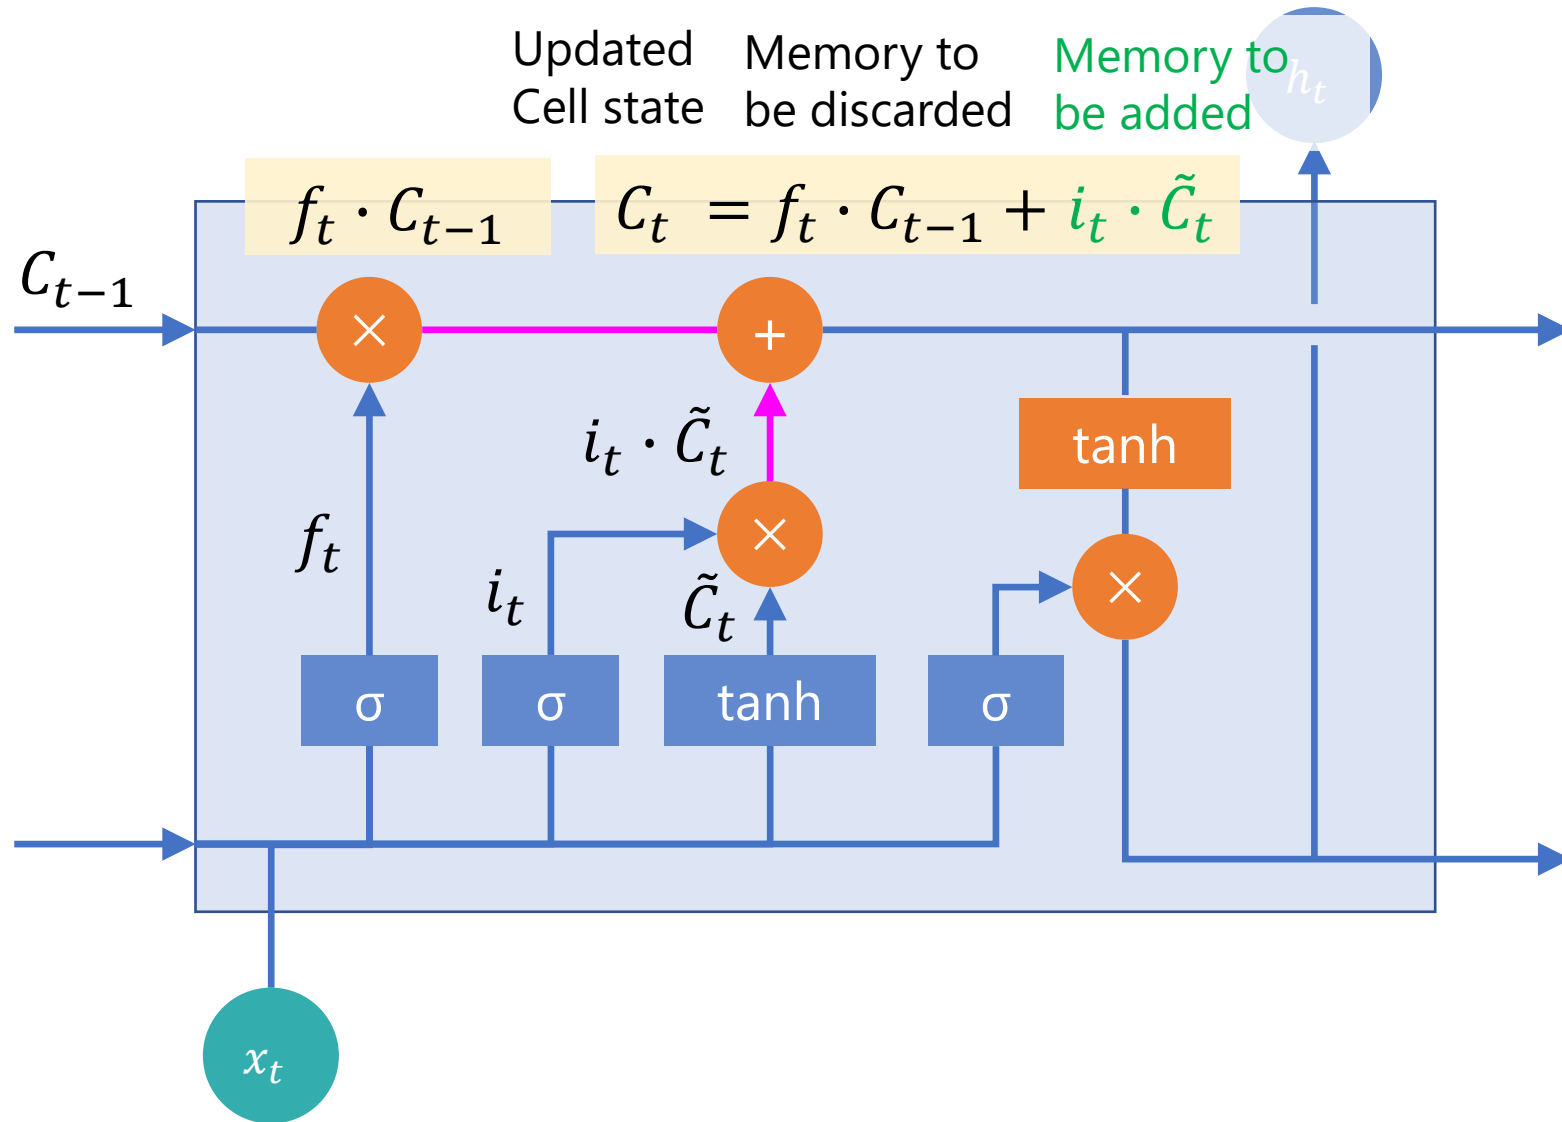 Updated
Cell state
Memory to
be discarded
Memory to
be added
h_t
f_t · C_{t−1}
C_t = f_t · C_{t−1} + i_t · C̃_t
C_{t−1}
×
+
i_t · C̃_t
tanh
f_t
×
i_t
C̃_t
×
σ
σ
tanh
σ
x_t